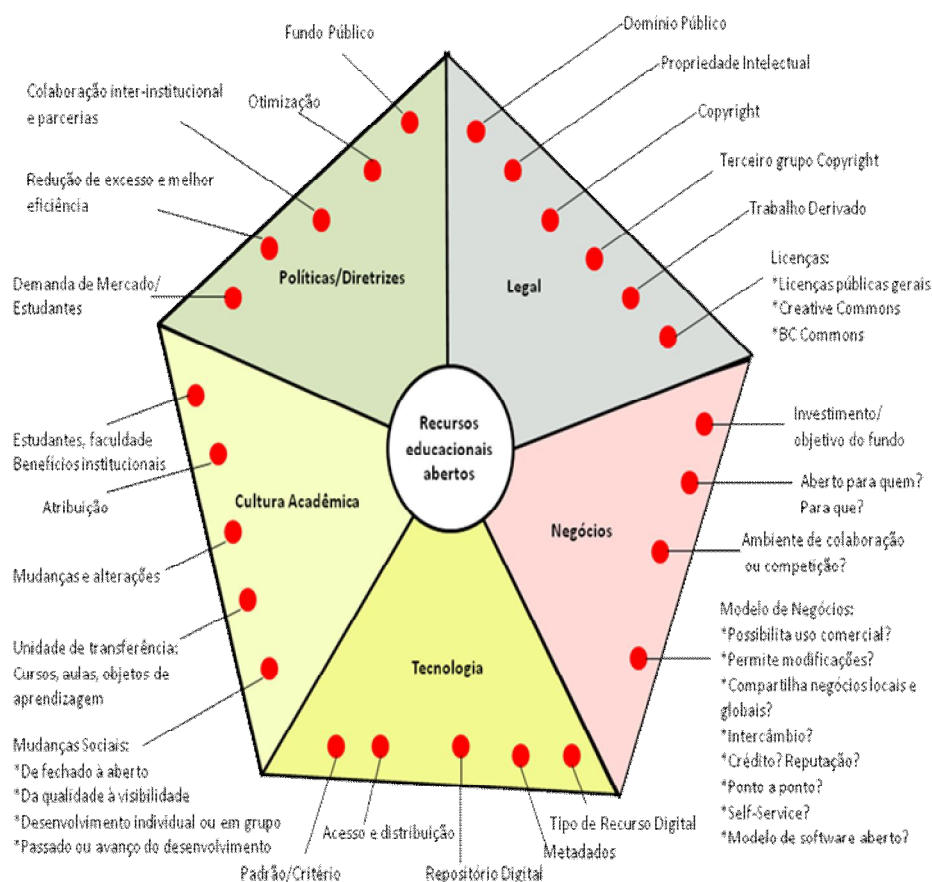 Fundo Público
Colaboração inter-institucional
e parcerias
Otimização
Redução de excesso e melhor
eficiência
Demanda de Mercado/
Estudantes
Políticas/Diretrizes
Domínio Público
Propriedade Intelectual
Copyright
Terceiro grupo Copyright
Trabalho Derivado
Licenças:
*Licenças públicas gerais
*Creative Commons
*BC Commons
Legal
Recursos
educacionais
abertos
Estudantes, faculdade
Benefícios institucionais
Atribuição
Mudanças e alterações
Unidade de transferência:
Cursos, aulas, objetos de
aprendizagem
Mudanças Sociais:
*De fechado à aberto
*Da qualidade à visibilidade
*Desenvolvimento individual ou em grupo
*Passado ou avanço do desenvolvimento
Cultura Acadêmica
Negócios
Investimento/
objetivo do fundo
Aberto para quem?
Para que?
Ambiente de colaboração
ou competição?
Modelo de Negócios:
*Possibilita uso comercial?
*Permite modificações?
*Compartilha negócios locais e
globais?
*Intercâmbio?
*Crédito? Reputação?
*Ponto a ponto?
*Self-Service?
*Modelo de software aberto?
Tecnologia
Padrão/Critério
Acesso e distribuição
Repositório Digital
Metadados
Tipo de Recurso Digital